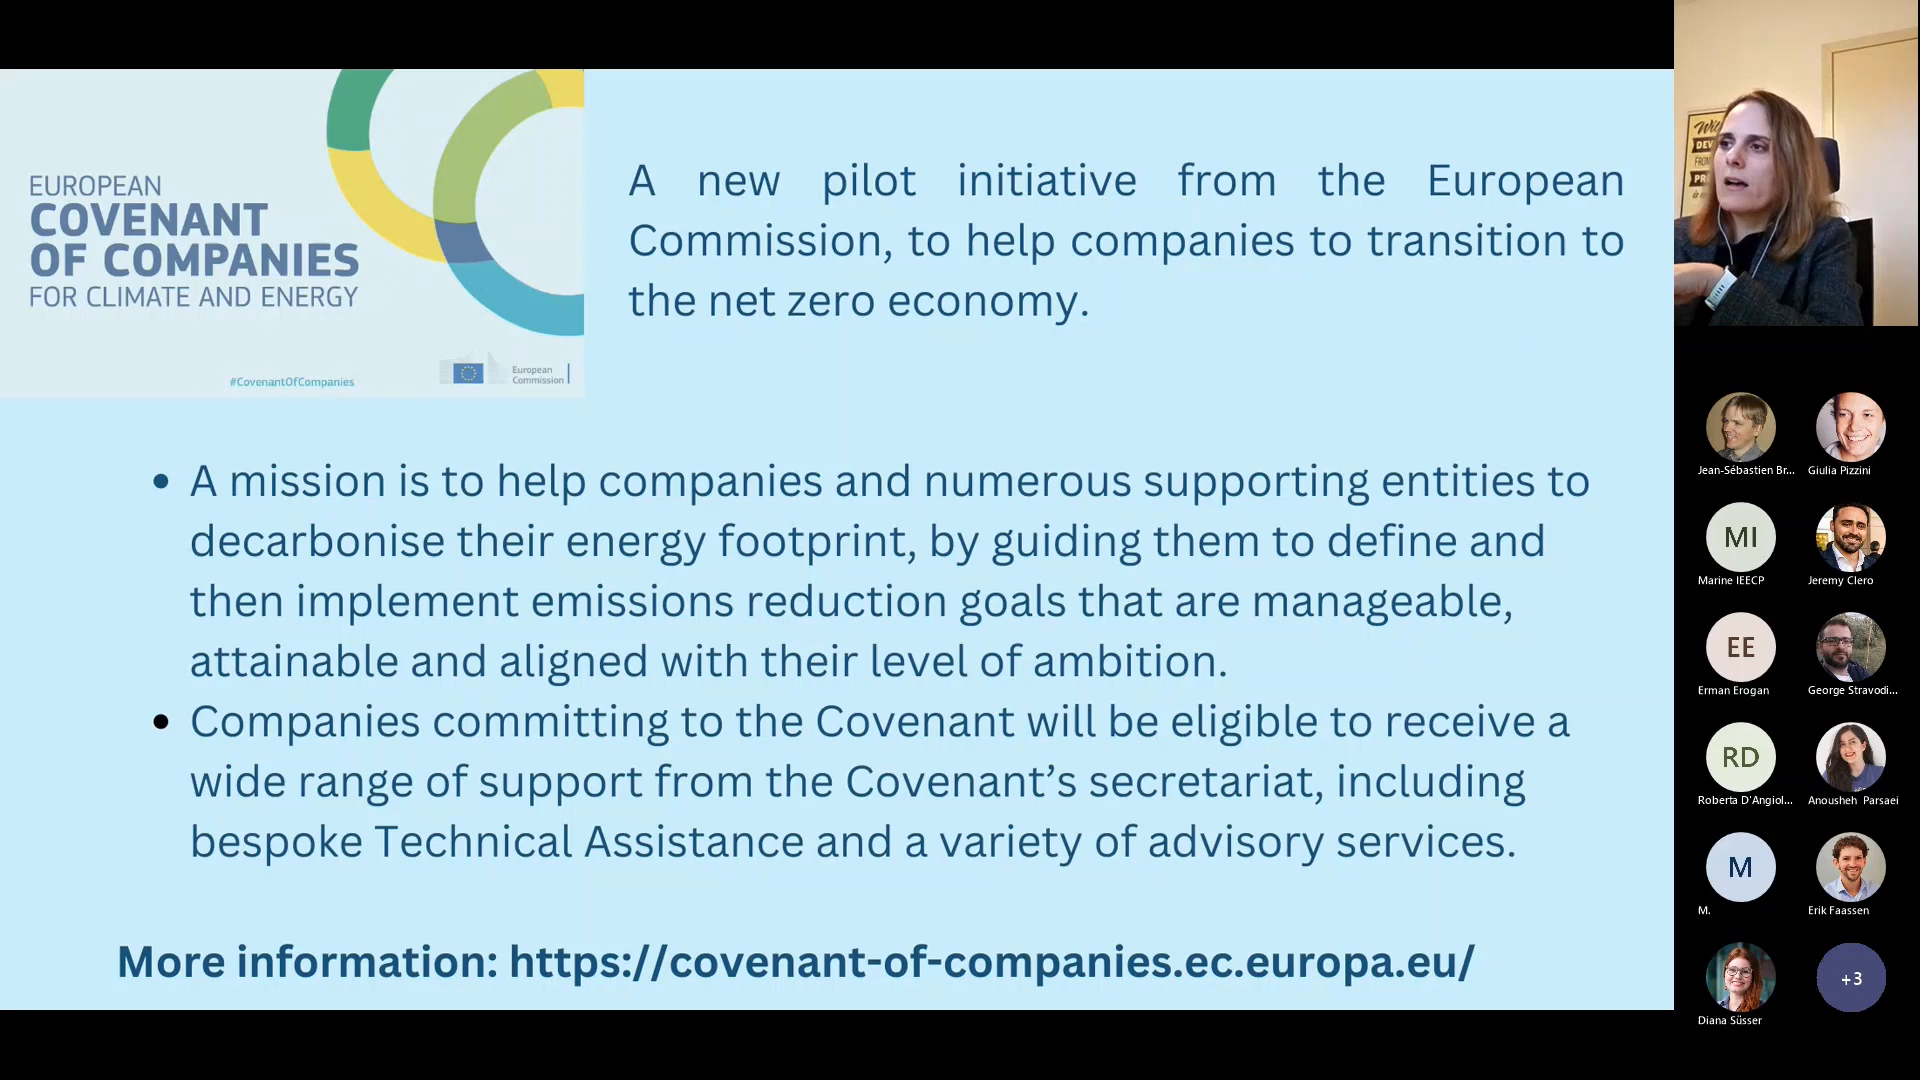 EUROPEAN
COVENANT
OF COMPANIES
FOR CLIMATE AND ENERGY
#CovenantOfCompanies
European
Commission
A new pilot initiative from the European
Commission, to help companies to transition to
the net zero economy.
• A mission is to help companies and numerous supporting entities to
decarbonise their energy footprint, by guiding them to define and
then implement emissions reduction goals that are manageable,
attainable and aligned with their level of ambition.
• Companies committing to the Covenant will be eligible to receive a
wide range of support from the Covenant’s secretariat, including
bespoke Technical Assistance and a variety of advisory services.
More information: https://covenant-of-companies.ec.europa.eu/
Jean-Sébastien Br...
Giulia Pizzini
MI
Marine IEECP
Jeremy Clero
EE
Erman Erogan
George Stravodi...
RD
Roberta D'Angiol...
Anousheh Parsaei
M
M.
Erik Faassen
Diana Süsser
+3